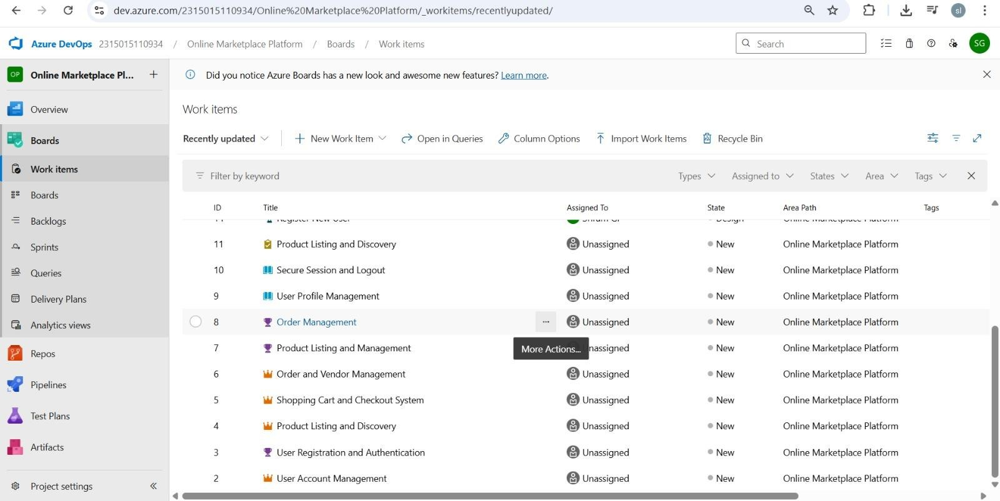 dev.azure.com/2315015110934/Online%20Marketplace%20Platform/_workitems/recentlyupdated/
sl
Azure DevOps 2315015110934 / Online Marketplace Platform / Boards / Work items
Search
SG
OP Online Marketplace Pl...
Did you notice Azure Boards has a new look and awesome new features? Learn more.
Overview
Boards
Work items
Boards
Backlogs
Sprints
Queries
Delivery Plans
Analytics views
Repos
Pipelines
Test Plans
Artifacts
Project settings
Work items
Recently updated New Work Item Open in Queries Column Options Import Work Items Recycle Bin
Filter by keyword Types Assigned to States Area Tags
ID Title Assigned To State Area Path Tags
Register New User Design Online Marketplace Platform
11 Product Listing and Discovery Unassigned New Online Marketplace Platform
10 Secure Session and Logout Unassigned New Online Marketplace Platform
9 User Profile Management Unassigned New Online Marketplace Platform
8 Order Management ... Unassigned New Online Marketplace Platform
More Actions...
7 Product Listing and Management New Online Marketplace Platform
6 Order and Vendor Management Unassigned New Online Marketplace Platform
5 Shopping Cart and Checkout System Unassigned New Online Marketplace Platform
4 Product Listing and Discovery Unassigned New Online Marketplace Platform
3 User Registration and Authentication Unassigned New Online Marketplace Platform
2 User Account Management Unassigned New Online Marketplace Platform